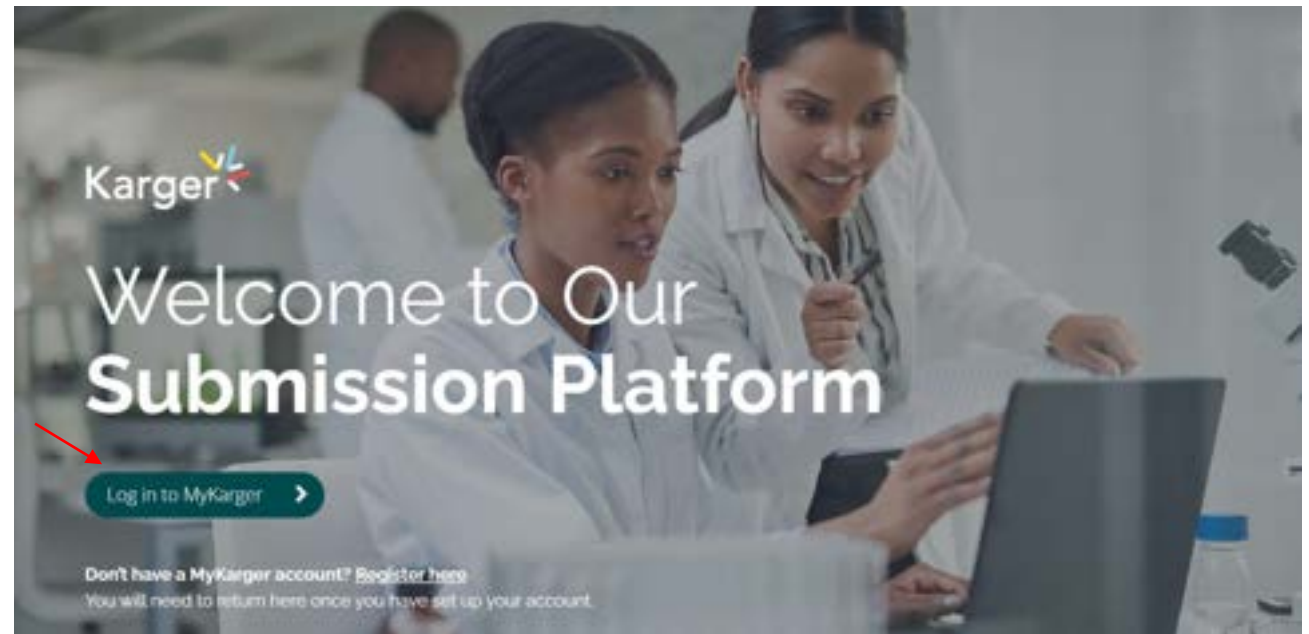 Karger
Welcome to Our
Submission Platform
Log in to MyKarger
Don't have a MyKarger account? Register here
You will need to return here once you have set up your account.